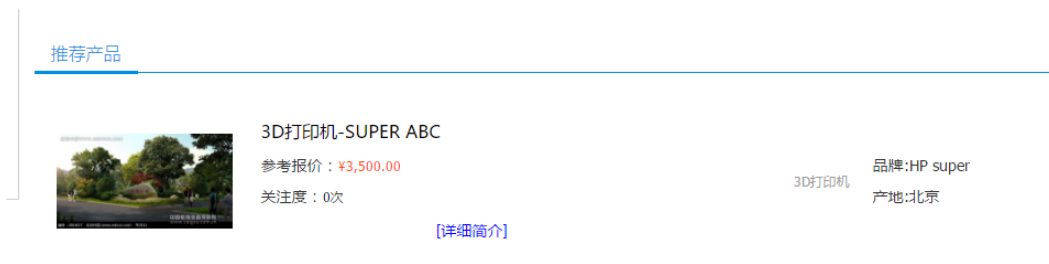 推荐产品
3D打印机-SUPER ABC
参考报价：¥3,500.00
关注度：0次
[详细简介]
3D打印机
品牌:HP super
产地:北京